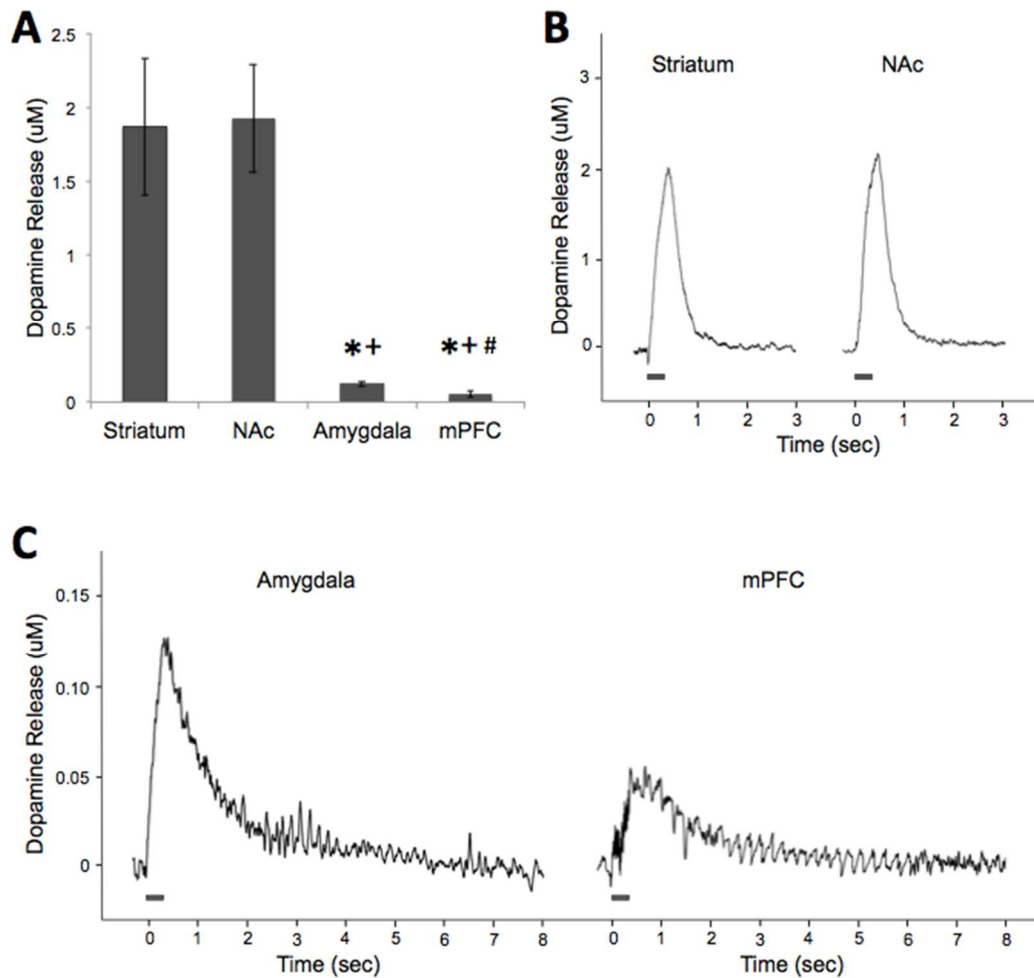 A
Dopamine Release (uM)
2.5
2
1.5
1
0.5
0
*+
*+ #
Striatum NAc Amygdala mPFC
B
Dopamine Release (uM)
Striatum NAc
3
2
1
0
0 1 2 3 0 1 2 3
Time (sec)
C
Dopamine Release (uM)
Amygdala mPFC
0.15
0.10
0.05
0
0 1 2 3 4 5 6 7 8 0 1 2 3 4 5 6 7 8
Time (sec) Time (sec)